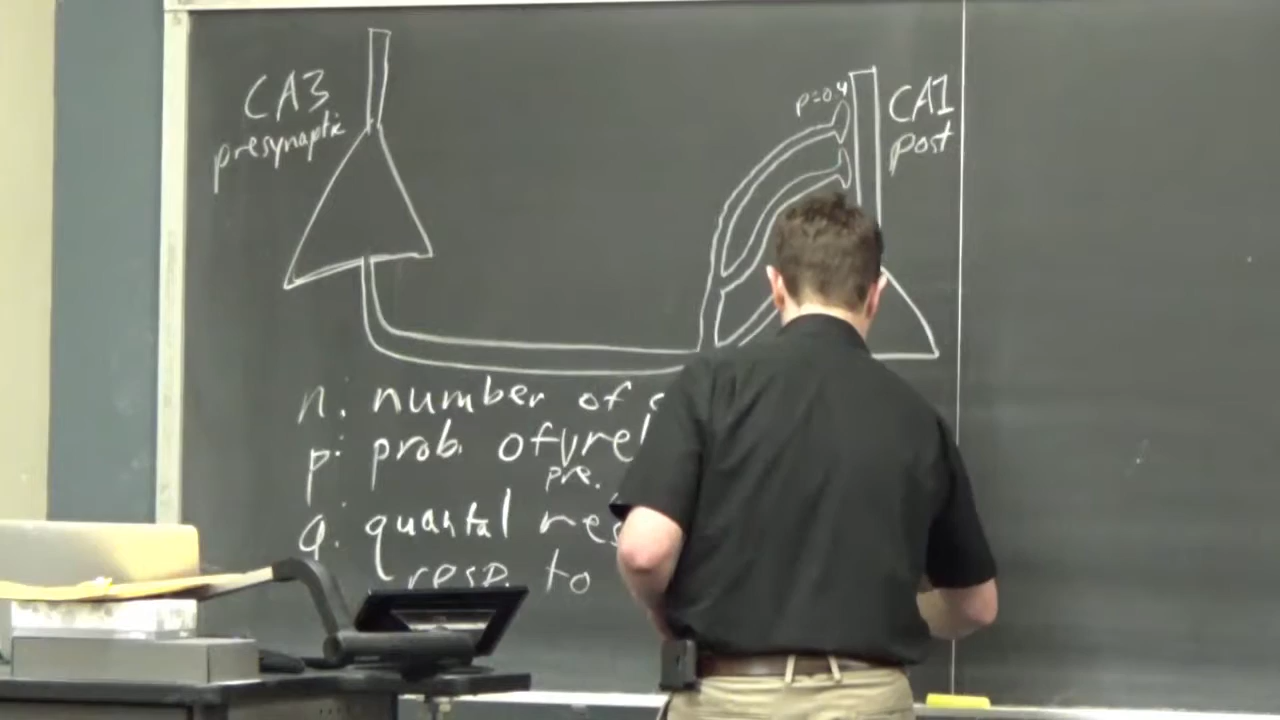 CA3
presynaptic
p=0.4
CA1
post
n: number of
p: prob. of rel
pre.
q: quantal res
resp. to